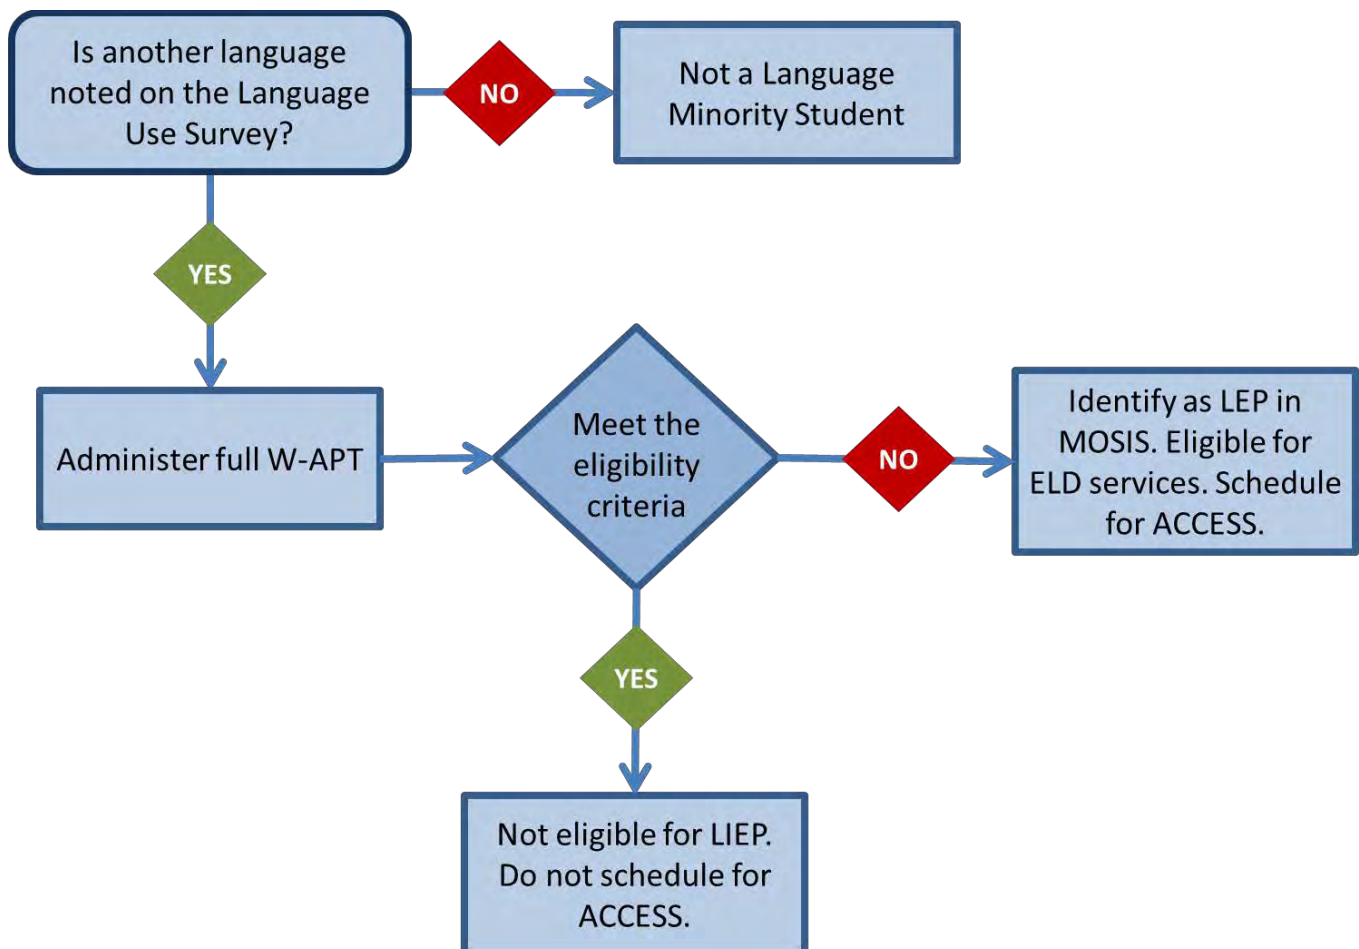 Is another language
noted on the Language
Use Survey?
NO
Not a Language
Minority Student
YES
Administer full W-APT
Meet the
eligibility
criteria
NO
Identify as LEP in
MOSIS. Eligible for
ELD services. Schedule
for ACCESS.
YES
Not eligible for LIEP.
Do not schedule for
ACCESS.